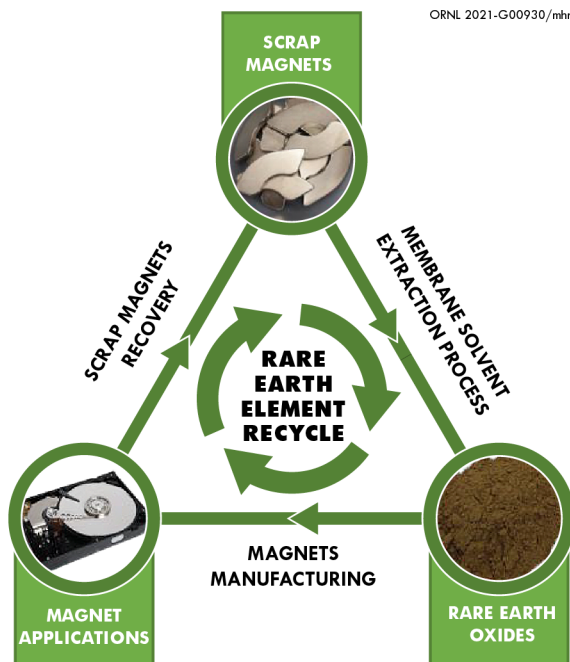 ORNL 2021-G00930/mhr
SCRAP
MAGNETS
SCRAP MAGNETS
RECOVERY
MEMBRANE SOLVENT
EXTRACTION PROCESS
RARE
EARTH
ELEMENT
RECYCLE
MAGNETS
MANUFACTURING
MAGNET
APPLICATIONS
RARE EARTH
OXIDES